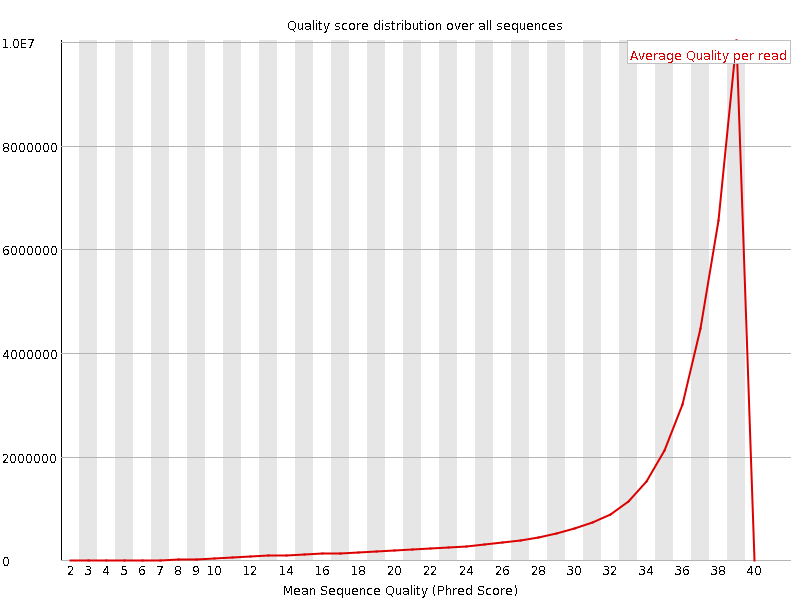 Quality score distribution over all sequences
1.0E7
Average Quality per read
8000000
6000000
4000000
2000000
0
2 3 4 5 6 7 8 9 10 12 14 16 18 20 22 24 26 28 30 32 34 36 38 40
Mean Sequence Quality (Phred Score)